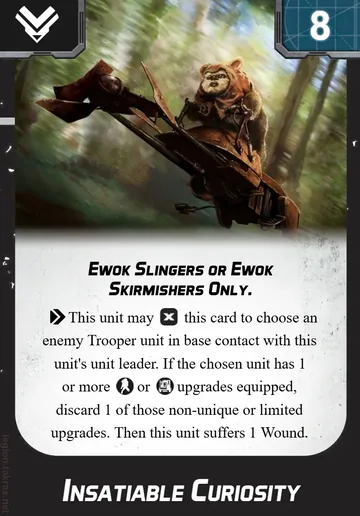 8
Ewok Slingers or Ewok
Skirmishers Only.
This unit may this card to choose an
enemy Trooper unit in base contact with this
unit's unit leader. If the chosen unit has 1
or more or upgrades equipped,
discard 1 of those non-unique or limited
upgrades. Then this unit suffers 1 Wound.
Insatiable Curiosity